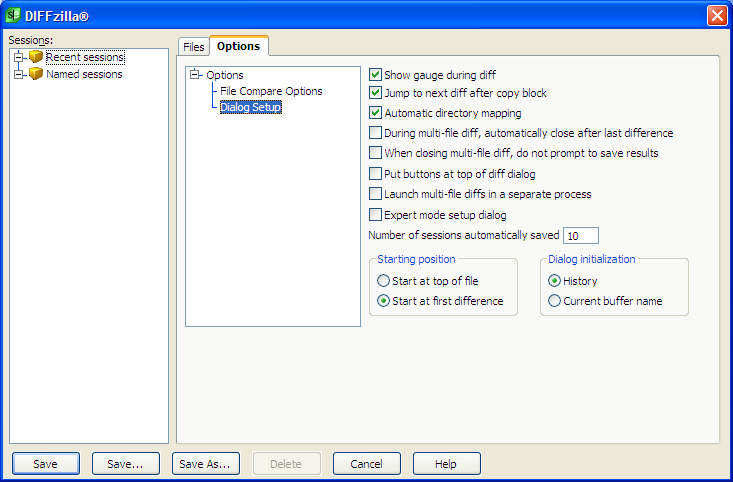 DIFFzilla®
Sessions:
Recent sessions
Named sessions
Files
Options
Options
File Compare Options
Dialog Setup
Show gauge during diff
Jump to next diff after copy block
Automatic directory mapping
During multi-file diff, automatically close after last difference
When closing multi-file diff, do not prompt to save results
Put buttons at top of diff dialog
Launch multi-file diffs in a separate process
Expert mode setup dialog
Number of sessions automatically saved 10
Starting position
Start at top of file
Start at first difference
Dialog initialization
History
Current buffer name
Save
Save...
Save As...
Delete
Cancel
Help